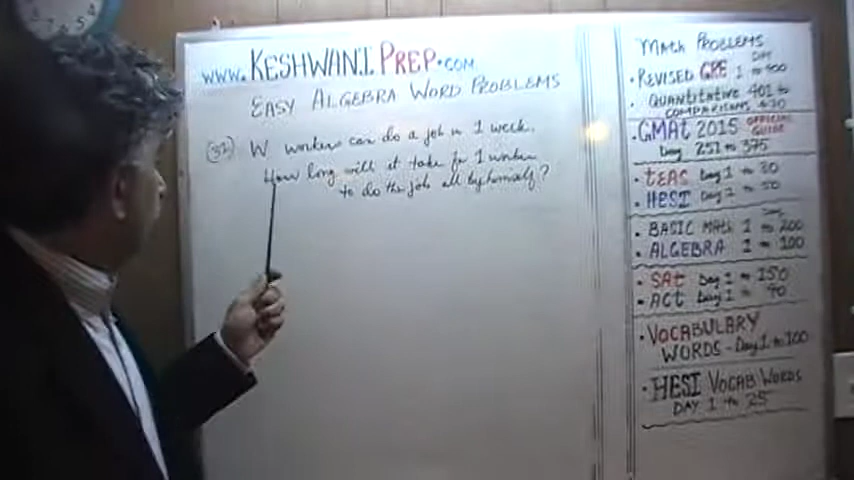 www.KESHWANIPREP.COM
EASY ALGEBRA WORD PROBLEMS
(32) W workers can do a job in 1 week.
How long will it take for 1 worker
to do the job all by himself?
MATH PROBLEMS
DAY
• REVISED GRE 1 to 400
• QUANTITATIVE 401 to
COMPARISONS
GMAT 2015 OFFICIAL GUIDE
Day 251 to 375
• TEAS Day 1 to 30
• HESI Day 1 to 50
DAY
• BASIC MATH 1 to 200
• ALGEBRA 1 to 100
• SAT Day 1 to 150
• ACT Day 1 to 90
• VOCABULARY
WORDS - Day 1 to 100
• HESI VOCAB WORDS
DAY 1 to 25